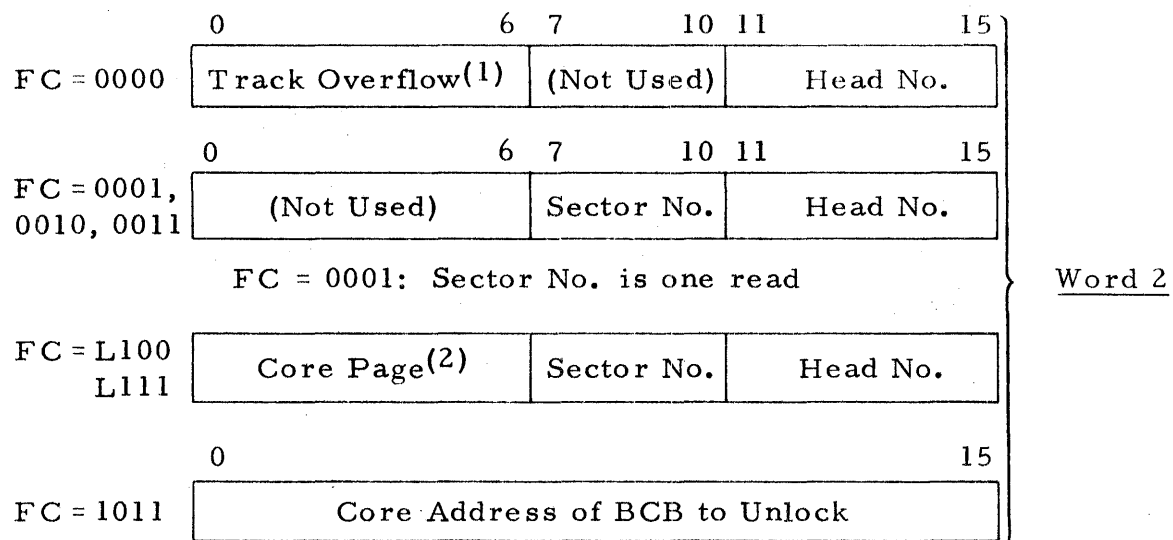 0 6 7 10 11 15
FC = 0000 Track Overflow(1) (Not Used) Head No.
0 6 7 10 11 15
FC = 0001,
0010, 0011 (Not Used) Sector No. Head No.
FC = 0001: Sector No. is one read
Word 2
FC = L100
L111 Core Page(2) Sector No. Head No.
0 15
FC = 1011 Core Address of BCB to Unlock